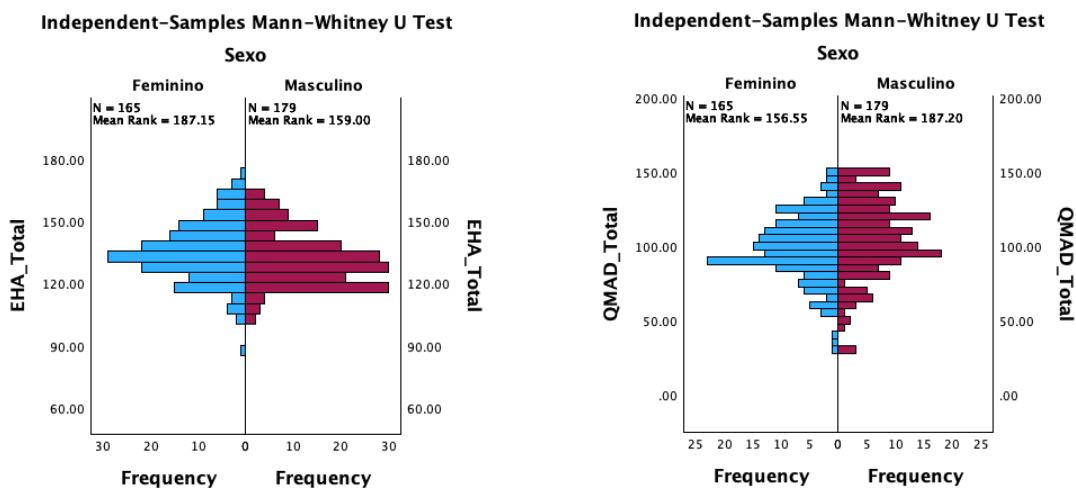 Independent-Samples Mann-Whitney U Test
Sexo
Feminino Masculino
N = 165 N = 179
Mean Rank = 187.15 Mean Rank = 159.00
180.00 180.00
150.00 150.00
120.00 120.00
90.00 90.00
60.00 60.00
EHA_Total
EHA_Total
30 20 10 0 10 20 30
Frequency Frequency
Independent-Samples Mann-Whitney U Test
Sexo
Feminino Masculino
N = 165 N = 179
Mean Rank = 156.55 Mean Rank = 187.20
200.00 200.00
150.00 150.00
100.00 100.00
50.00 50.00
.00 .00
QMAD_Total
QMAD_Total
25 20 15 10 5 0 5 10 15 20 25
Frequency Frequency